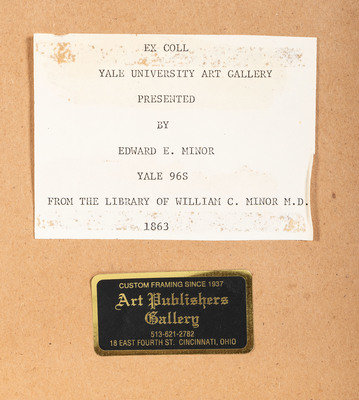 EX COLL
YALE UNIVERSITY ART GALLERY
PRESENTED
BY
EDWARD E. MINOR
YALE 96S
FROM THE LIBRARY OF WILLIAM C. MINOR M.D.
1863
CUSTOM FRAMING SINCE 1937
Art Publishers
Gallery
513-621-2782
18 EAST FOURTH ST. CINCINNATI, OHIO